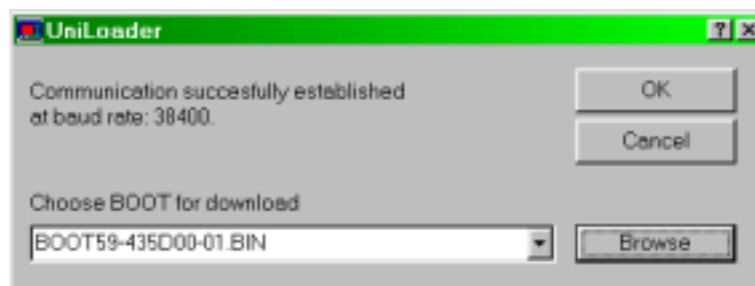 UniLoader
Communication succesfully established
at baud rate: 38400.
OK
Cancel
Choose BOOT for download
BOOT59-435D00-01.BIN
Browse